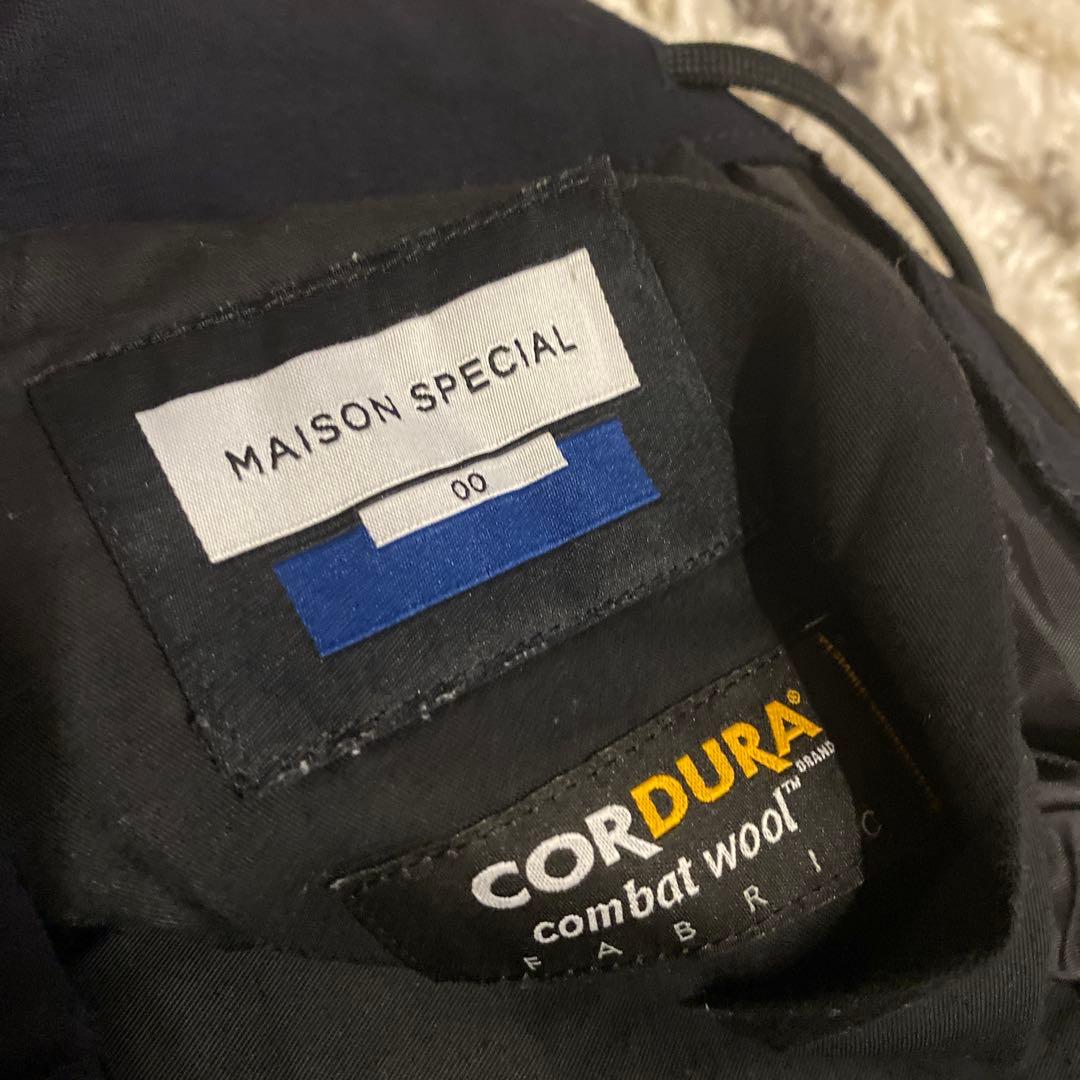 MAISON SPECIAL
00
CORDURA®
BRAND
combat wool™
FABRIC